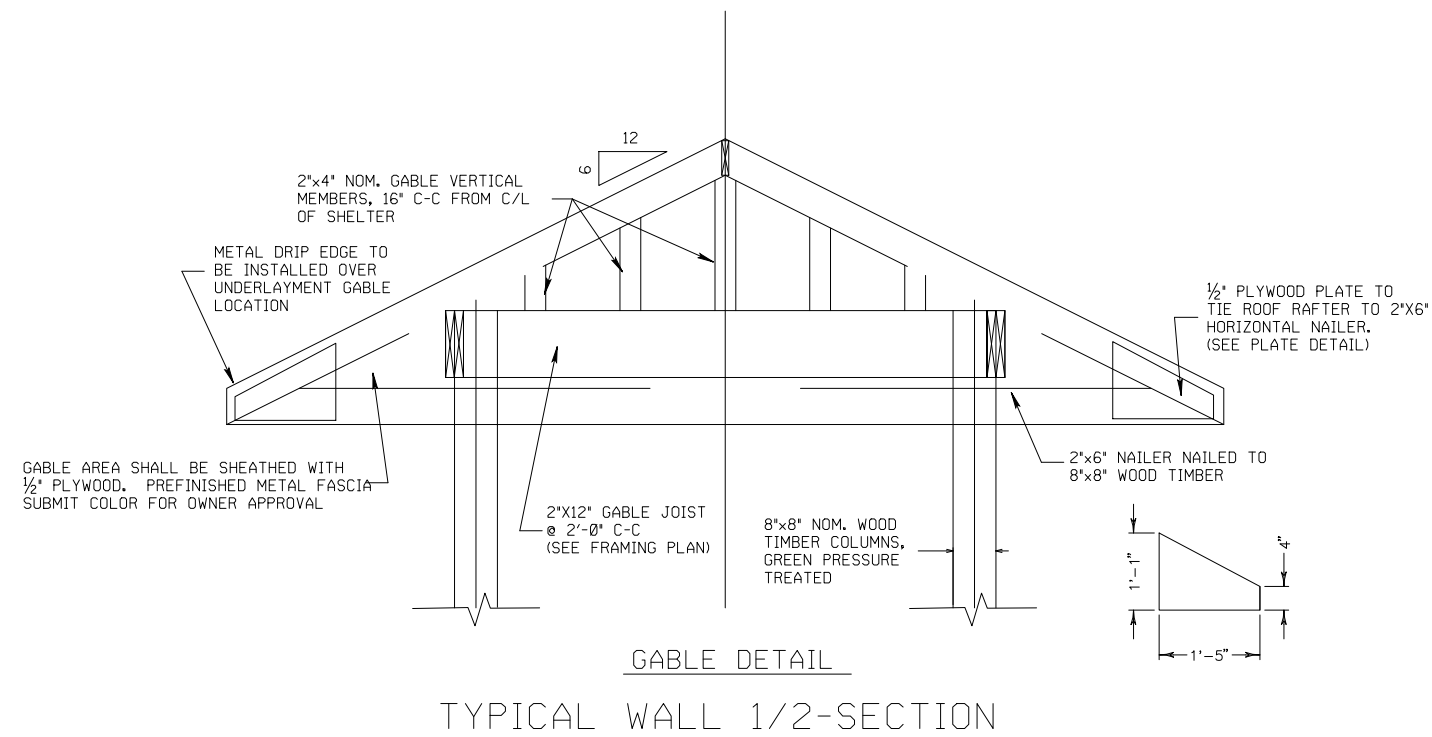 12
6
2"x4" NOM. GABLE VERTICAL
MEMBERS, 16" C-C FROM C/L
OF SHELTER
METAL DRIP EDGE TO
BE INSTALLED OVER
UNDERLAYMENT GABLE
LOCATION
½" PLYWOOD PLATE TO
TIE ROOF RAFTER TO 2"X6"
HORIZONTAL NAILER.
(SEE PLATE DETAIL)
GABLE AREA SHALL BE SHEATHED WITH
½" PLYWOOD. PREFINISHED METAL FASCIA
SUBMIT COLOR FOR OWNER APPROVAL
2"X12" GABLE JOIST
@ 2'-0" C-C
(SEE FRAMING PLAN)
8"x8" NOM. WOOD
TIMBER COLUMNS,
GREEN PRESSURE
TREATED
2"x6" NAILER NAILED TO
8"x8" WOOD TIMBER
1'-1"
4"
1'-5"
GABLE DETAIL
TYPICAL WALL 1/2-SECTION